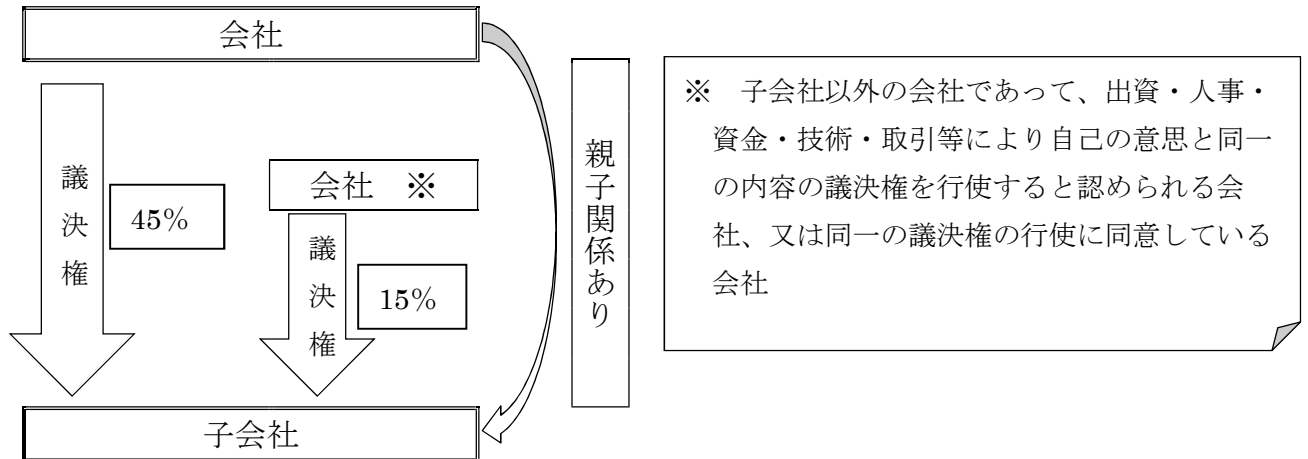 会社
議決権
45%
会社 ※
議決権
15%
子会社
親子関係あり
※ 子会社以外の会社であって、出資・人事・
資金・技術・取引等により自己の意思と同一
の内容の議決権を行使すると認められる会
社、又は同一の議決権の行使に同意している
会社